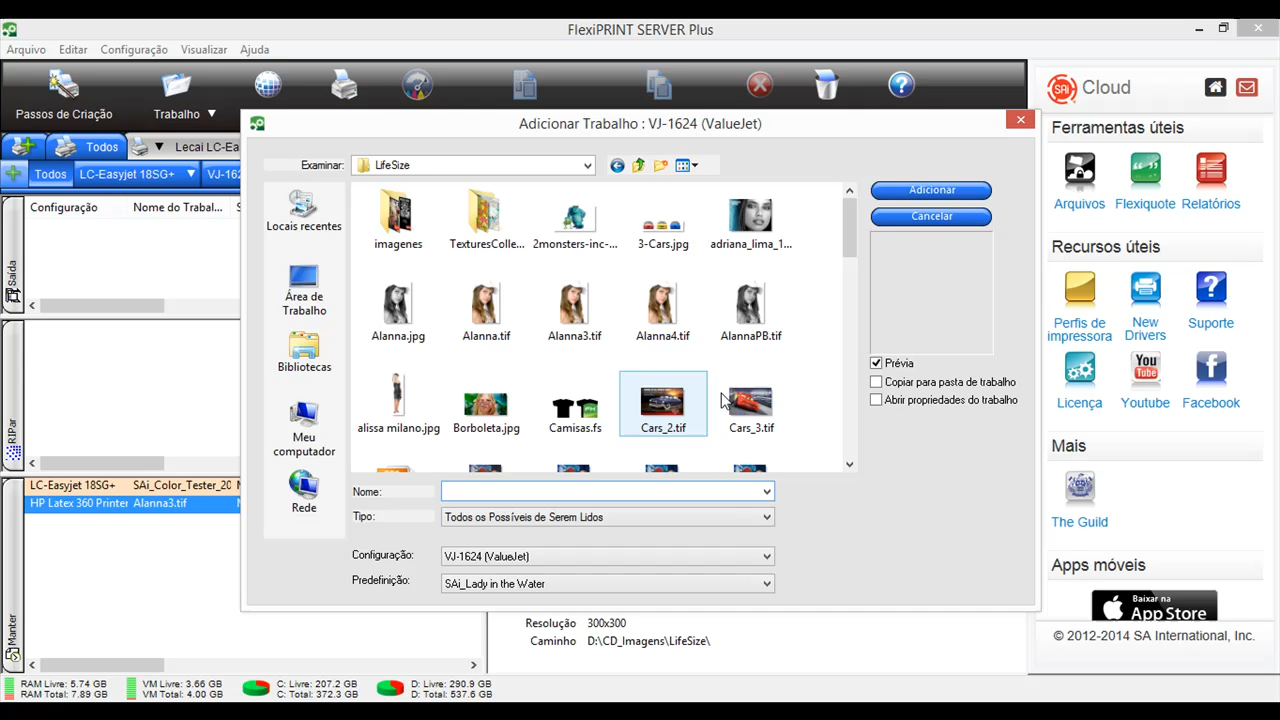 FlexiPRINT SERVER Plus
Arquivo Editar Configuração Visualizar Ajuda
Passos de Criação
Trabalho
Todos
Lecai LC-Ea
Todos
LC-Easyjet 18SG+
VJ-162
Configuração
Nome do Trabal...
Saída
RIPar
LC-Easyjet 18SG+ SAi_Color_Tester_20
HP Latex 360 Printer Alanna3.tif
Manter
Adicionar Trabalho : VJ-1624 (ValueJet)
Examinar: LifeSize
Locais recentes
Área de
Trabalho
Bibliotecas
Meu
computador
Rede
imagenes
TexturesColle...
2monsters-inc-...
3-Cars.jpg
adriana_lima_1...
Alanna.jpg
Alanna.tif
Alanna3.tif
Alanna4.tif
AlannaPB.tif
alissa milano.jpg
Borboleta.jpg
Camisas.fs
Cars_2.tif
Cars_3.tif
Nome:
Tipo: Todos os Possíveis de Serem Lidos
Configuração: VJ-1624 (ValueJet)
Predefinição: SAi_Lady in the Water
Adicionar
Cancelar
Prévia
Copiar para pasta de trabalho
Abrir propriedades do trabalho
Resolução 300x300
Caminho D:\CD_Imagens\LifeSize\
SAi Cloud
Ferramentas úteis
Arquivos
Flexiquote
Relatórios
Recursos úteis
Perfis de
impressora
New
Drivers
Suporte
Licença
You
Tube
Youtube
Facebook
Mais
The Guild
Apps móveis
Baixar na
App Store
© 2012-2014 SA International, Inc.
RAM Livre: 5.74 GB
RAM Total: 7.89 GB
VM Livre: 3.66 GB
VM Total: 4.00 GB
C: Livre: 207.2 GB
C: Total: 372.3 GB
D: Livre: 290.9 GB
D: Total: 537.6 GB